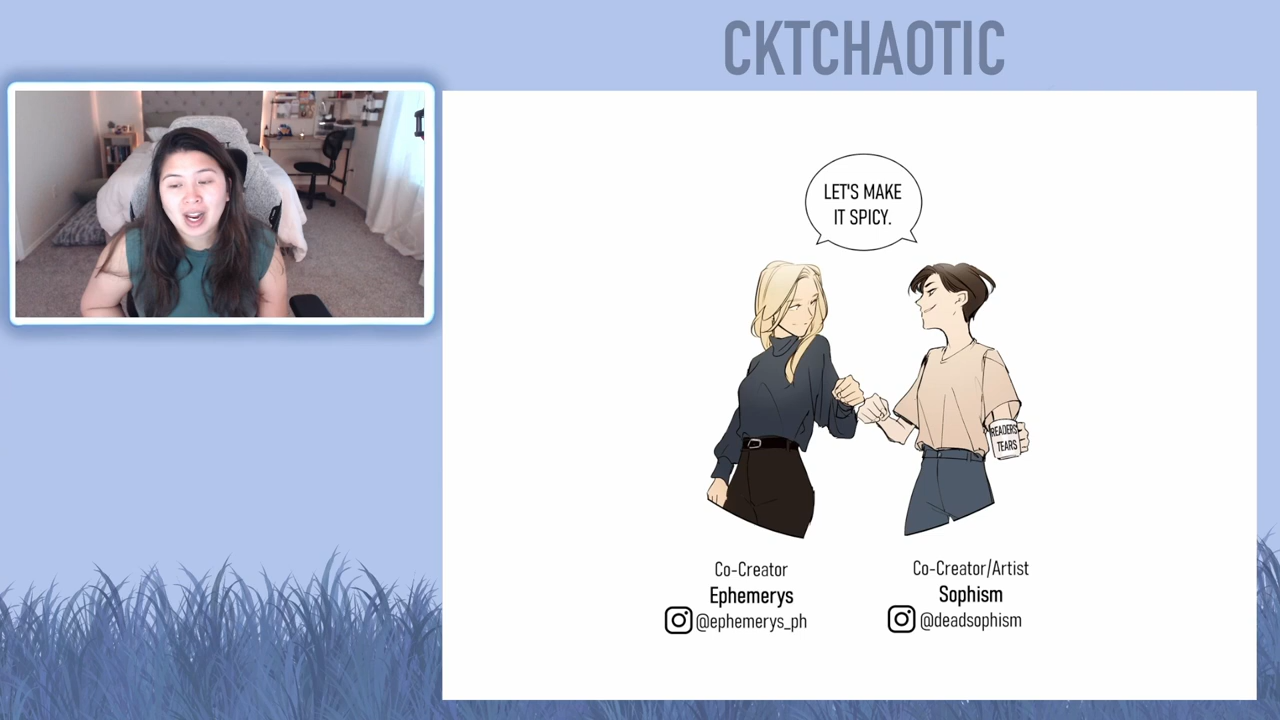 CKTCHAOTIC
LET'S MAKE
IT SPICY.
READERS
TEARS
Co-Creator
Ephemerys
@ephemerys_ph
Co-Creator/Artist
Sophism
@deadsophism